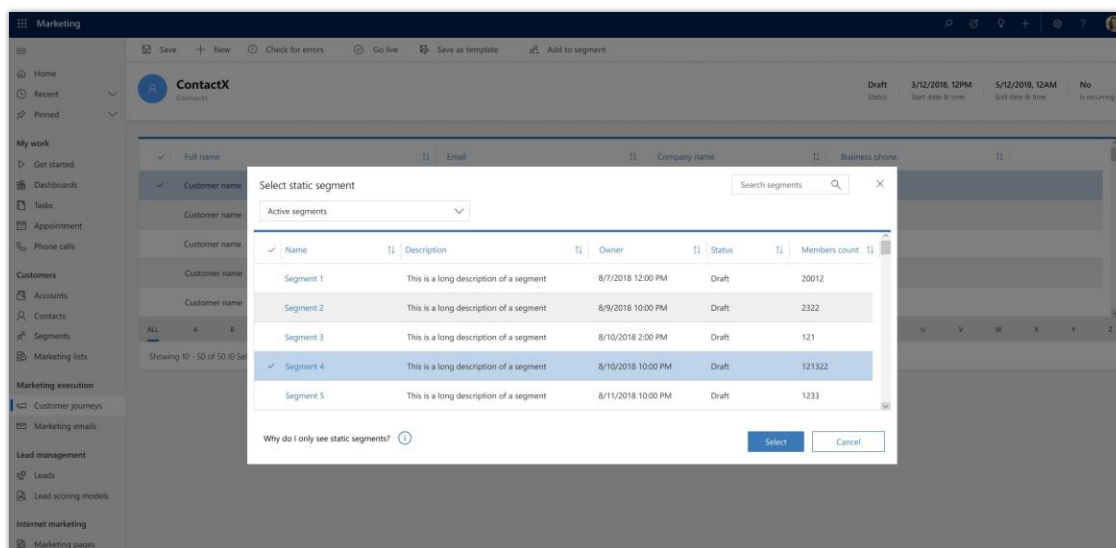 Marketing
Save New Check for errors Go live Save as template Add to segment
Home
Recent
Pinned
My work
Get started
Dashboards
Tasks
Appointment
Phone calls
Customers
Accounts
Contacts
Segments
Marketing lists
Marketing execution
Customer journeys
Marketing emails
Lead management
Leads
Lead scoring models
Internet marketing
Marketing pages
ContactX
Contacts
Draft 3/12/2018, 12PM 5/12/2018, 12AM No
Status Start date & time End date & time Is recurring
Full name Email Company name Business phone
Customer name
Customer name
Customer name
Customer name
Customer name
ALL A B U V W X Y Z
Showing 10 - 50 of 50 (0 Sel
Select static segment
Search segments
Active segments
Name Description Owner Status Members count
Segment 1 This is a long description of a segment 8/7/2018 12:00 PM Draft 20012
Segment 2 This is a long description of a segment 8/9/2018 10:00 PM Draft 2322
Segment 3 This is a long description of a segment 8/10/2018 2:00 PM Draft 121
Segment 4 This is a long description of a segment 8/10/2018 10:00 PM Draft 121322
Segment 5 This is a long description of a segment 8/11/2018 10:00 PM Draft 1233
Why do I only see static segments?
Select Cancel